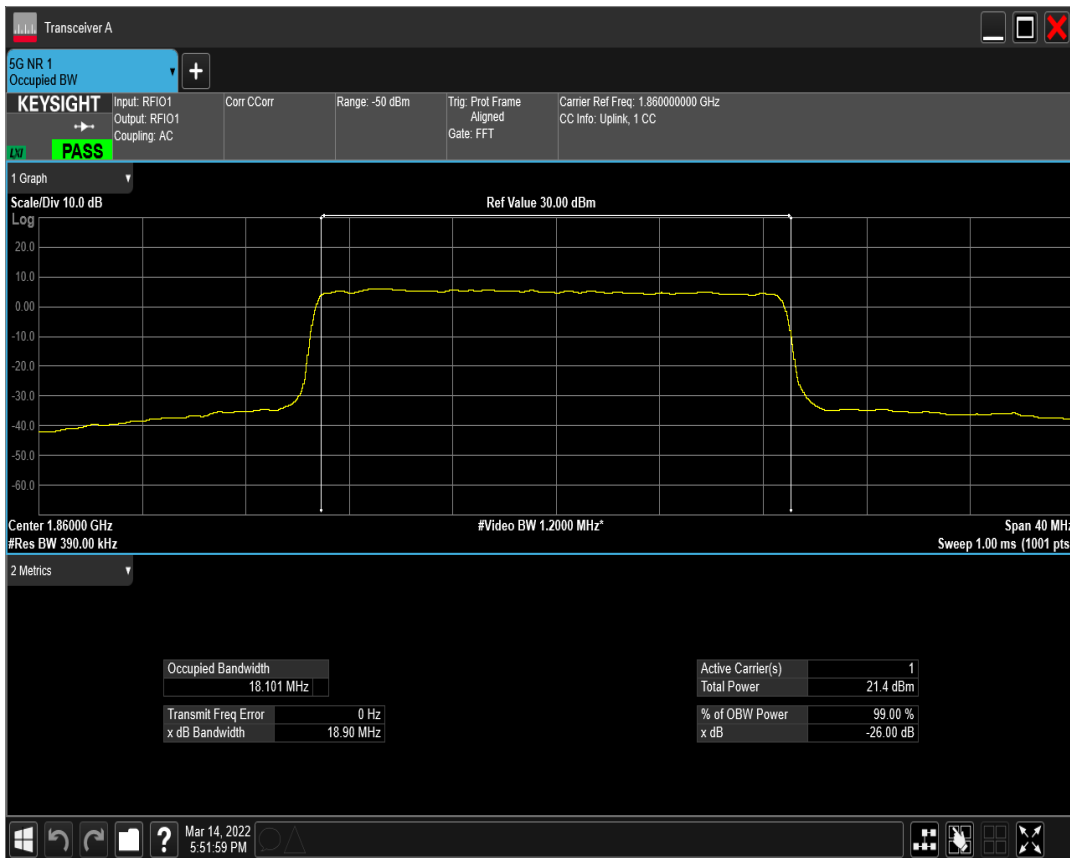 Transceiver A
5G NR 1
Occupied BW
+
KEYSIGHT
LXI
PASS
Input: RFIO1
Output: RFIO1
Coupling: AC
Corr CCorr
Range: -50 dBm
Trig: Prot Frame
Aligned
Gate: FFT
Carrier Ref Freq: 1.860000000 GHz
CC Info: Uplink, 1 CC
1 Graph
Scale/Div 10.0 dB
Ref Value 30.00 dBm
Log
20.0
10.0
0.00
-10.0
-20.0
-30.0
-40.0
-50.0
-60.0
Center 1.86000 GHz
#Video BW 1.2000 MHz*
Span 40 MHz
#Res BW 390.00 kHz
Sweep 1.00 ms (1001 pts
2 Metrics
Occupied Bandwidth
18.101 MHz
Transmit Freq Error 0 Hz
x dB Bandwidth 18.90 MHz
Active Carrier(s) 1
Total Power 21.4 dBm
% of OBW Power 99.00 %
x dB -26.00 dB
?
Mar 14, 2022
5:51:59 PM